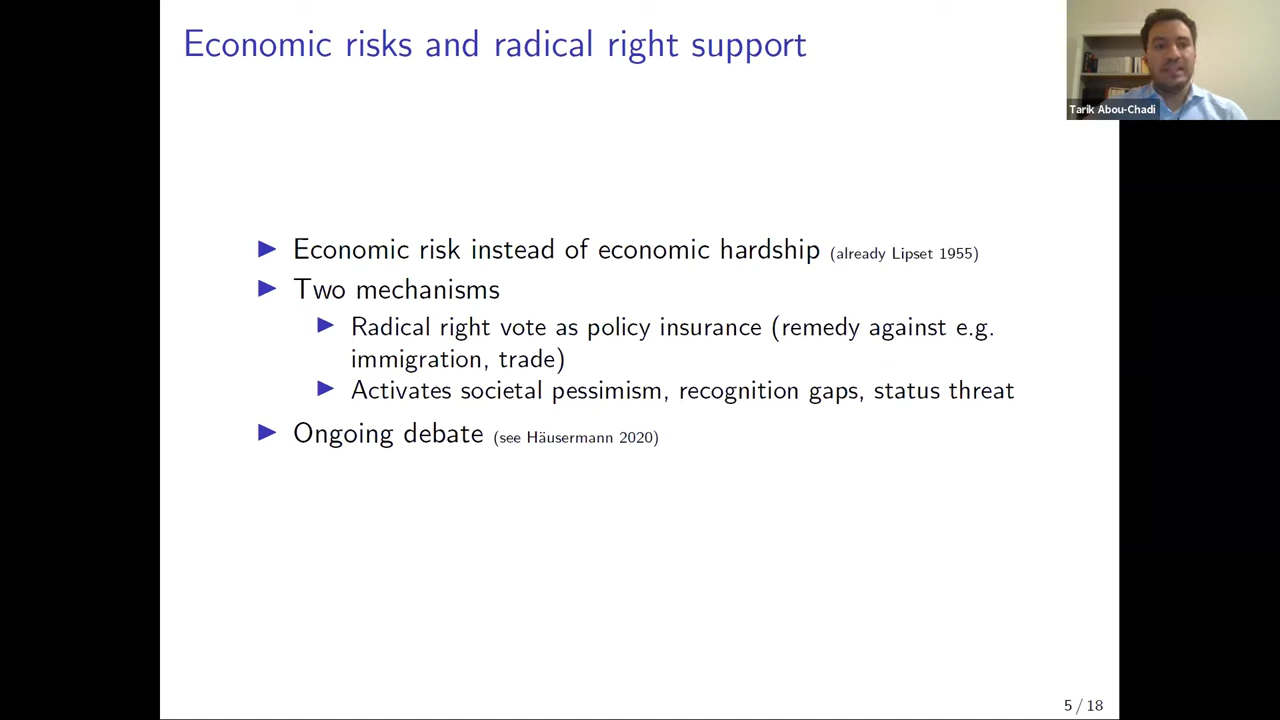 Economic risks and radical right support
Tarik Abou-Chadi
Economic risk instead of economic hardship (already Lipset 1955)
Two mechanisms
Radical right vote as policy insurance (remedy against e.g.
immigration, trade)
Activates societal pessimism, recognition gaps, status threat
Ongoing debate (see Häusermann 2020)
5 / 18